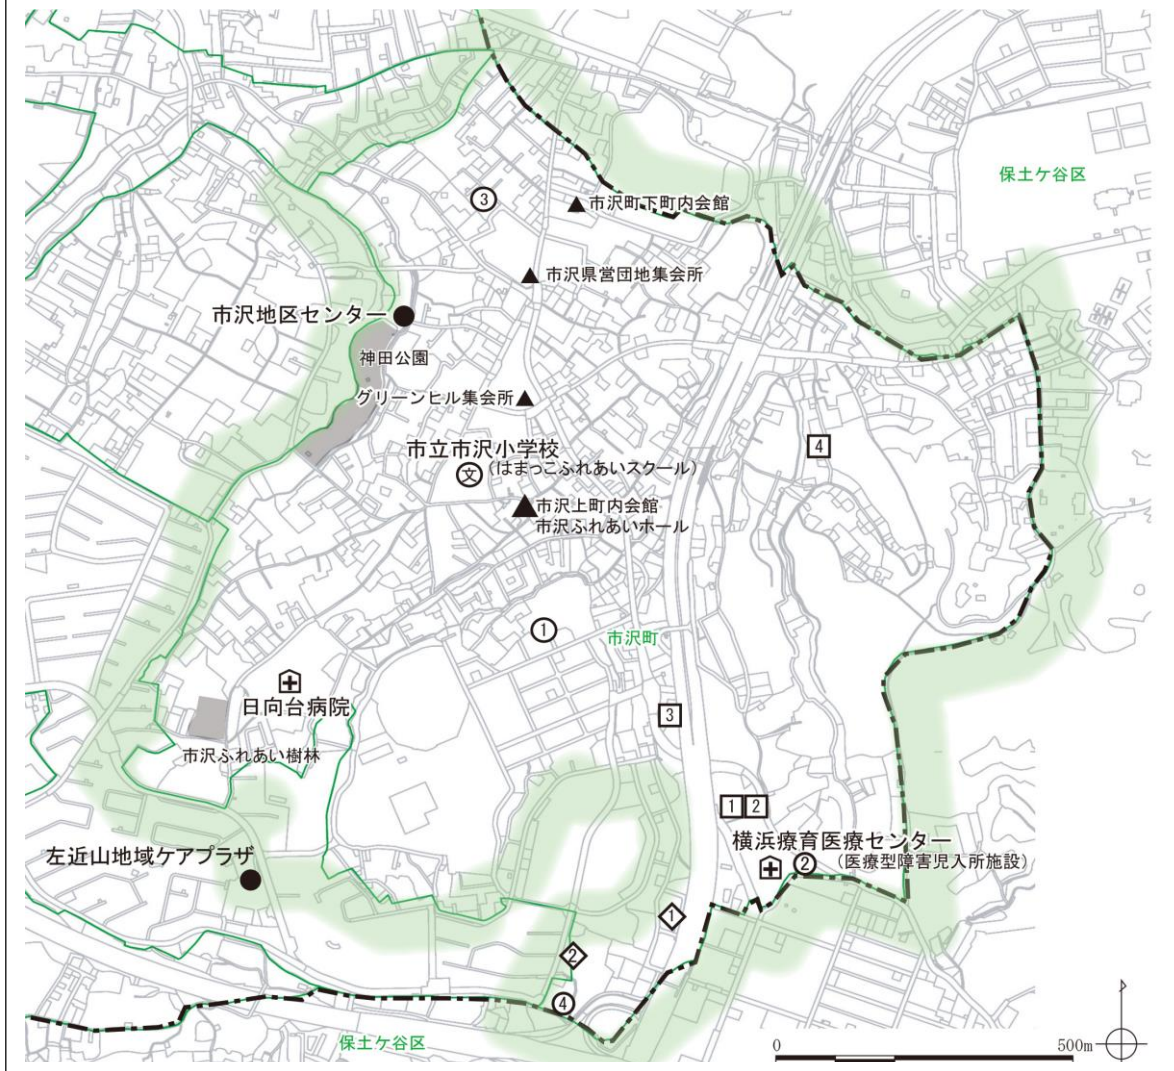 保土ケ谷区
③
市沢町下町内会館
市沢県営団地集会所
市沢地区センター
神田公園
グリーンヒル集会所
4
市立市沢小学校
文
(はまっこふれあいスクール)
市沢上町内会館
市沢ふれあいホール
①
市沢町
日向台病院
3
市沢ふれあい樹林
1 2
横浜療育医療センター
②
(医療型障害児入所施設)
左近山地域ケアプラザ
1
2
④
保土ケ谷区
0 500m